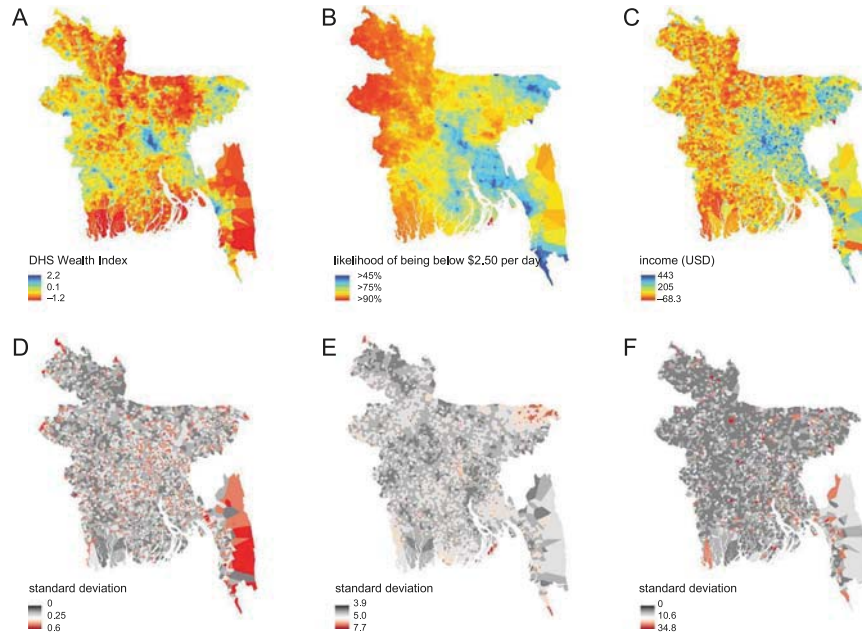 A
B
C
DHS Wealth Index
2.2
0.1
–1.2
likelihood of being below $2.50 per day
>45%
>75%
>90%
income (USD)
443
205
–68.3
D
E
F
standard deviation
0
0.25
0.6
standard deviation
3.9
5.0
7.7
standard deviation
0
10.6
34.8